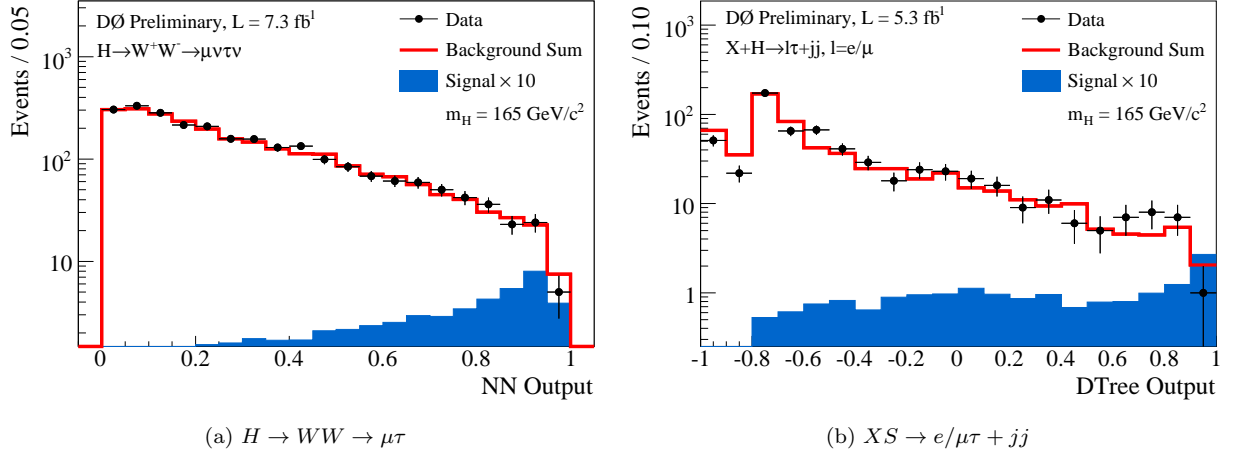 DØ Preliminary, L = 7.3 fb¹
H→W⁺W⁻→μντν
Data
Background Sum
Signal × 10
m_H = 165 GeV/c²
Events / 0.05
10³
10²
10
0 0.2 0.4 0.6 0.8 1
NN Output
(a) H → WW → μτ
DØ Preliminary, L = 5.3 fb¹
X+H→lτ+jj, l=e/μ
Data
Background Sum
Signal × 10
m_H = 165 GeV/c²
Events / 0.10
10³
10²
10
1
-1 -0.8 -0.6 -0.4 -0.2 0 0.2 0.4 0.6 0.8 1
DTree Output
(b) XS → e/μτ + jj